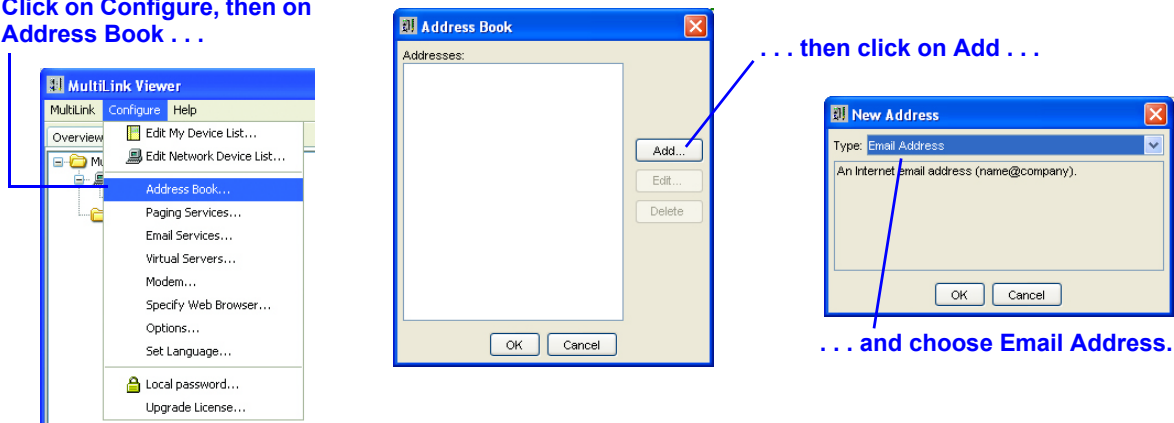 Click on Configure, then on
Address Book . . .
MultiLink Viewer
MultiLink Configure Help
Overview
Edit My Device List...
Edit Network Device List...
Address Book...
Paging Services...
Email Services...
Virtual Servers...
Modem...
Specify Web Browser...
Options...
Set Language...
Local password...
Upgrade License...
Address Book
Addresses:
Add...
Edit...
Delete
OK Cancel
. . . then click on Add . . .
New Address
Type: Email Address
An Internet email address (name@company).
OK Cancel
. . . and choose Email Address.